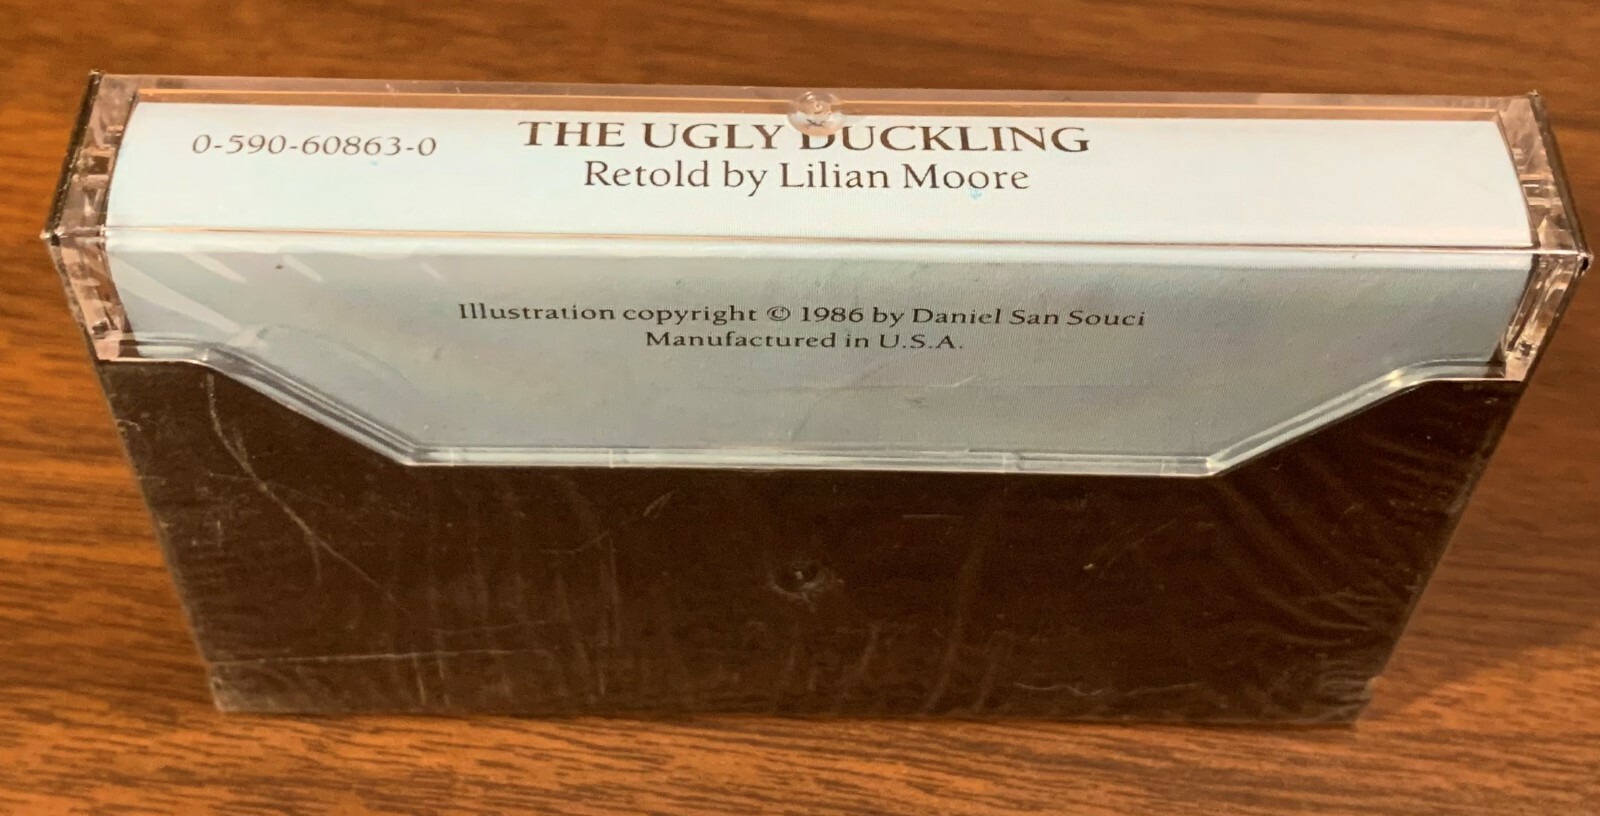 0-590-60863-0
THE UGLY DUCKLING
Retold by Lilian Moore
Illustration copyright © 1986 by Daniel San Souci
Manufactured in U.S.A.